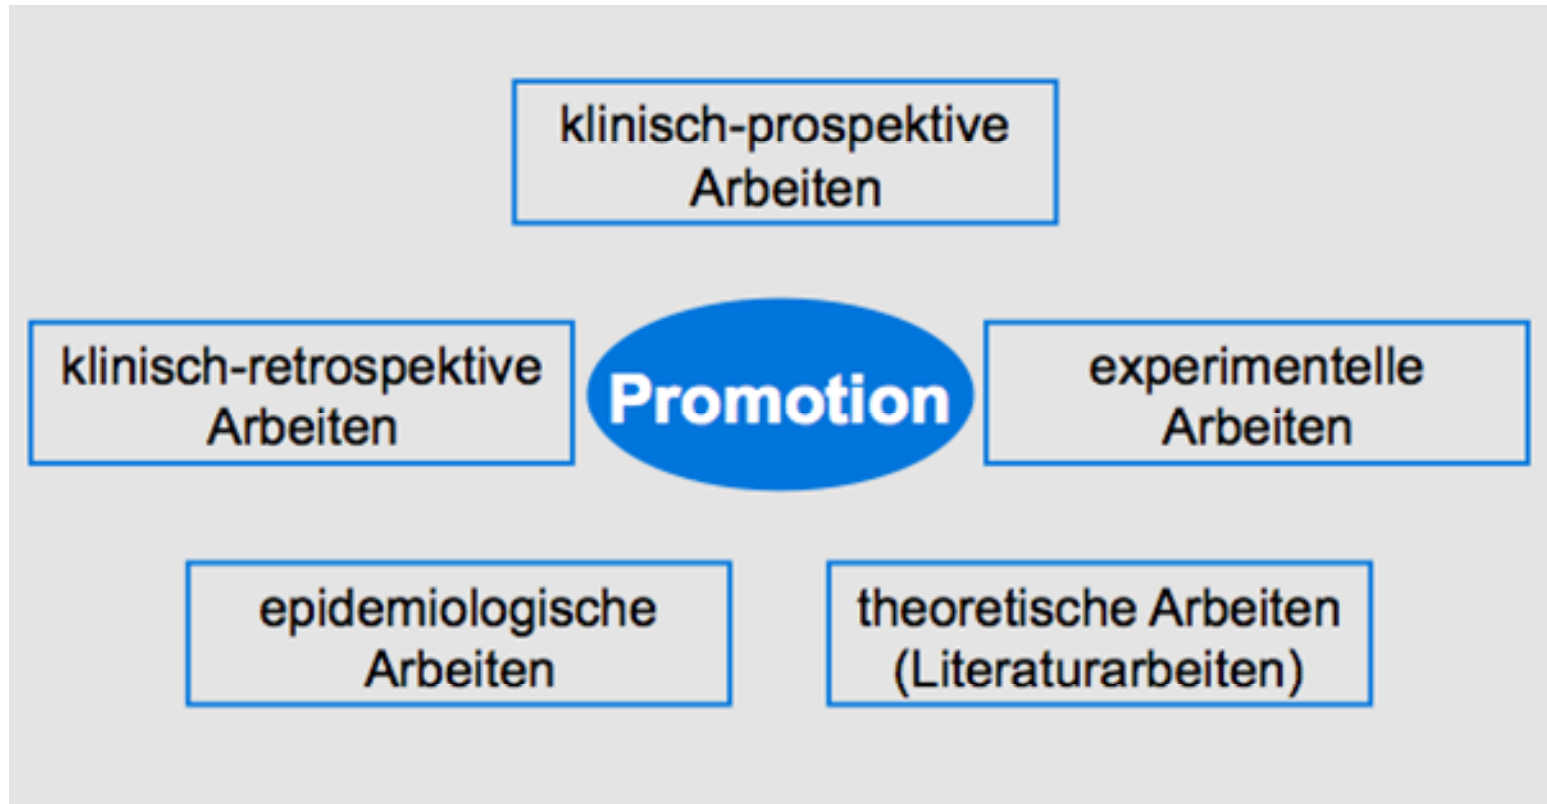 klinisch-prospektive
Arbeiten
klinisch-retrospektive
Arbeiten
Promotion
experimentelle
Arbeiten
epidemiologische
Arbeiten
theoretische Arbeiten
(Literaturarbeiten)